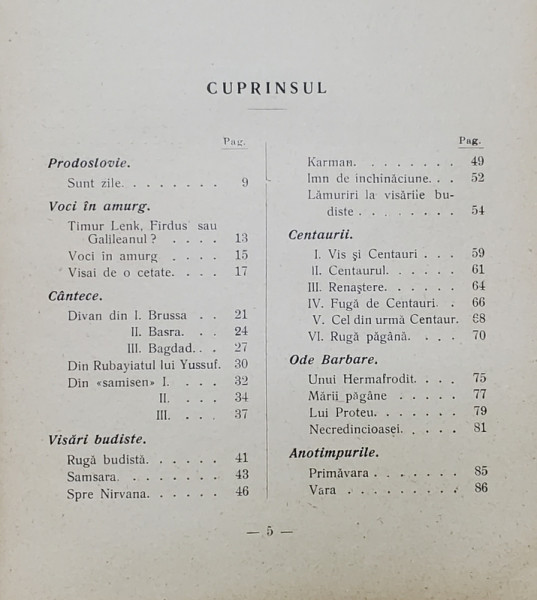 CUPRINSUL
Pag.
Prodoslovie.
Sunt zile. . . . . . . . 9
Voci în amurg.
Timur Lenk, Firdus sau
Galileanul ? . . . . 13
Voci în amurg . . . . 15
Visai de o cetate. . . . 17
Cântece.
Divan din I. Brussa . . 21
II. Basra. . . 24
III. Bagdad. . . 27
Din Rubayiatul lui Yussuf. 30
Din «samisen» I. . . . 32
II. . . . 34
III. . . . 37
Visări budiste.
Rugă budistă. . . . . . 41
Samsara. . . . . . . . 43
Spre Nirvana. . . . . . 46
Pag.
Karman. . . . . . . . 49
Imn de închinăciune. . . 52
Lămuriri la visările bu-
diste . . . . . . . . 54
Centaurii.
I. Vis și Centauri . . . 59
II. Centaurul. . . . . . 61
III. Renaștere. . . . . . 64
IV. Fugă de Centauri. . 66
V. Cel din urmă Centaur. 68
VI. Rugă păgână. . . . 70
Ode Barbare.
Unui Hermafrodit. . . . 75
Mării păgâne . . . . . 77
Lui Proteu. . . . . . . 79
Necredincioasei. . . . . 81
Anotimpurile.
Primăvara . . . . . . . 85
Vara . . . . . . . . . 86
— 5 —